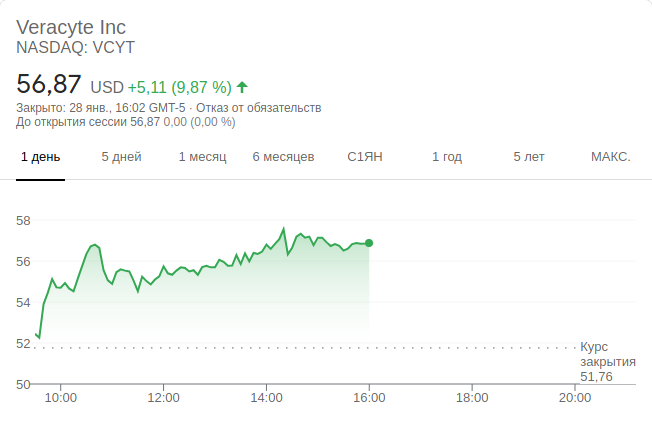 Veracyte Inc
NASDAQ: VCYT
56,87 USD +5,11 (9,87 %)
Закрыто: 28 янв., 16:02 GMT-5 · Отказ от обязательств
До открытия сессии 56,87 0,00 (0,00 %)
1 день 5 дней 1 месяц 6 месяцев С1ЯН 1 год 5 лет МАКС.
58
56
54
52
Курс
закрытия
51,76
50
10:00 12:00 14:00 16:00 18:00 20:00